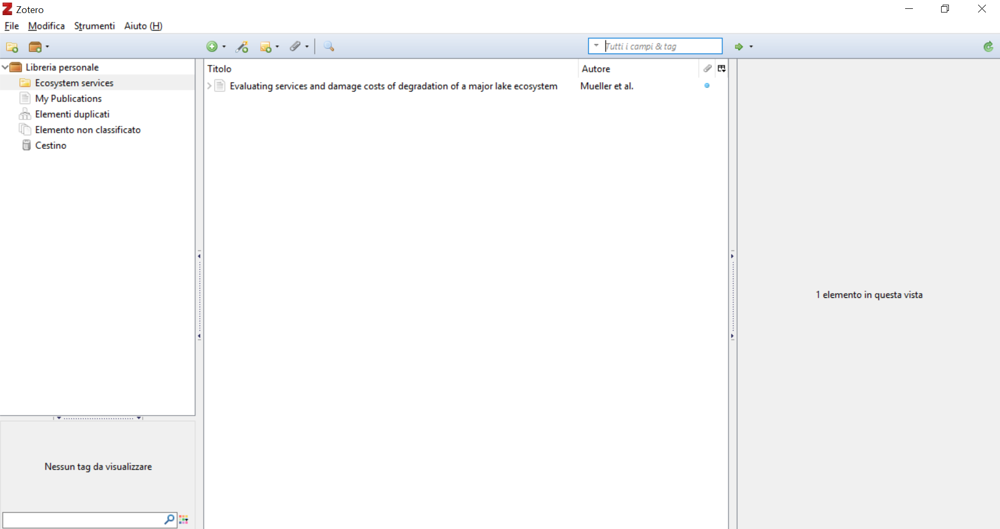 Zotero
File Modifica Strumenti Aiuto (H)
Tutti i campi & tag
Libreria personale
Ecosystem services
My Publications
Elementi duplicati
Elemento non classificato
Cestino
Titolo Autore
Evaluating services and damage costs of degradation of a major lake ecosystem Mueller et al.
1 elemento in questa vista
Nessun tag da visualizzare